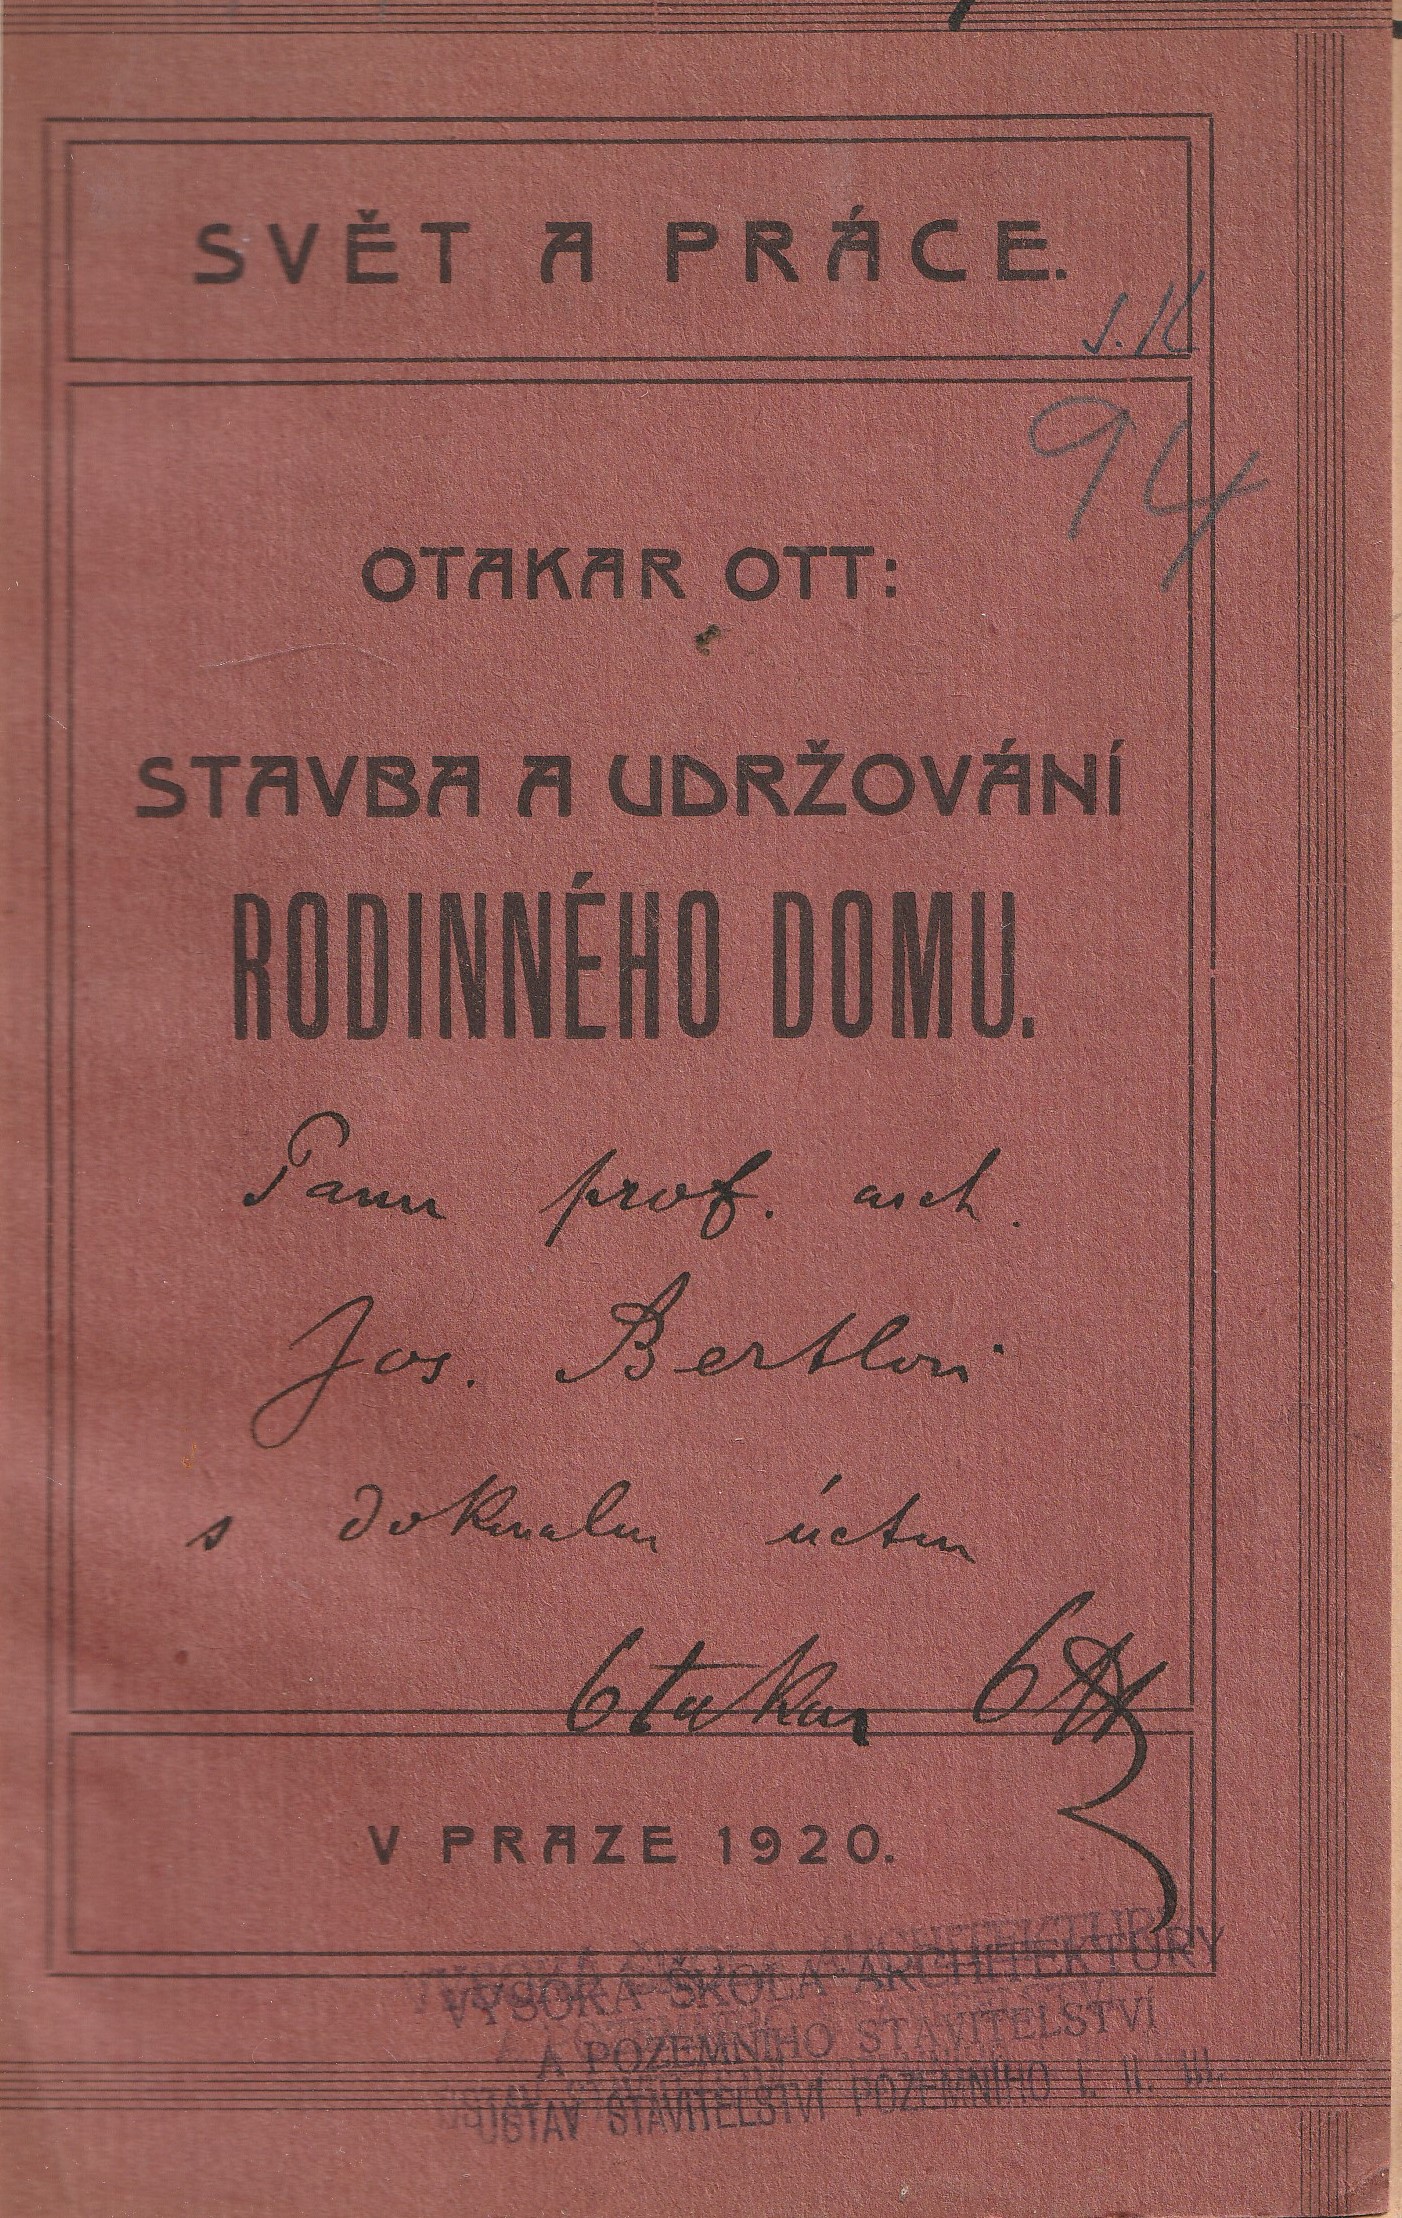 SVĚT A PRÁCE.
94
OTAKAR OTT:
STAVBA A UDRŽOVÁNÍ
RODINNÉHO DOMU.
Panu prof. arch.
Jos. Bertlovi
s dokonalou úctou
Otakar Ott
V PRAZE 1920.
VYSOKÁ ŠKOLA ARCHITEKTURY
A POZEMNÍHO STAVITELSTVÍ
ÚSTAV STAVITELSTVÍ POZEMNÍHO I. II. III.